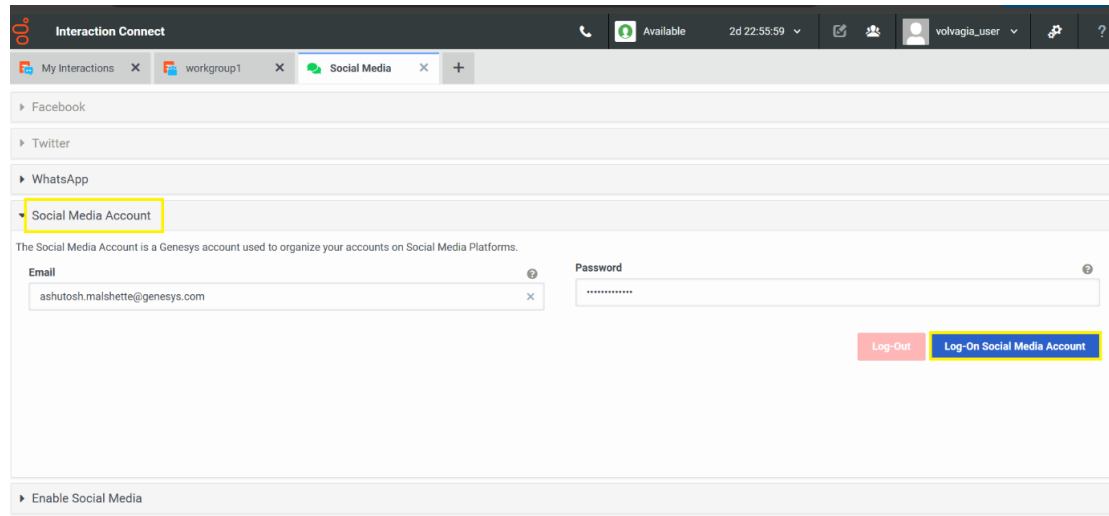 Interaction Connect Available 2d 22:55:59 volvagia_user ?
My Interactions X workgroup1 X Social Media X +
Facebook
Twitter
WhatsApp
Social Media Account
The Social Media Account is a Genesys account used to organize your accounts on Social Media Platforms.
Email ? Password ?
ashutosh.malshette@genesys.com × •••••••••••••
Log-Out Log-On Social Media Account
Enable Social Media